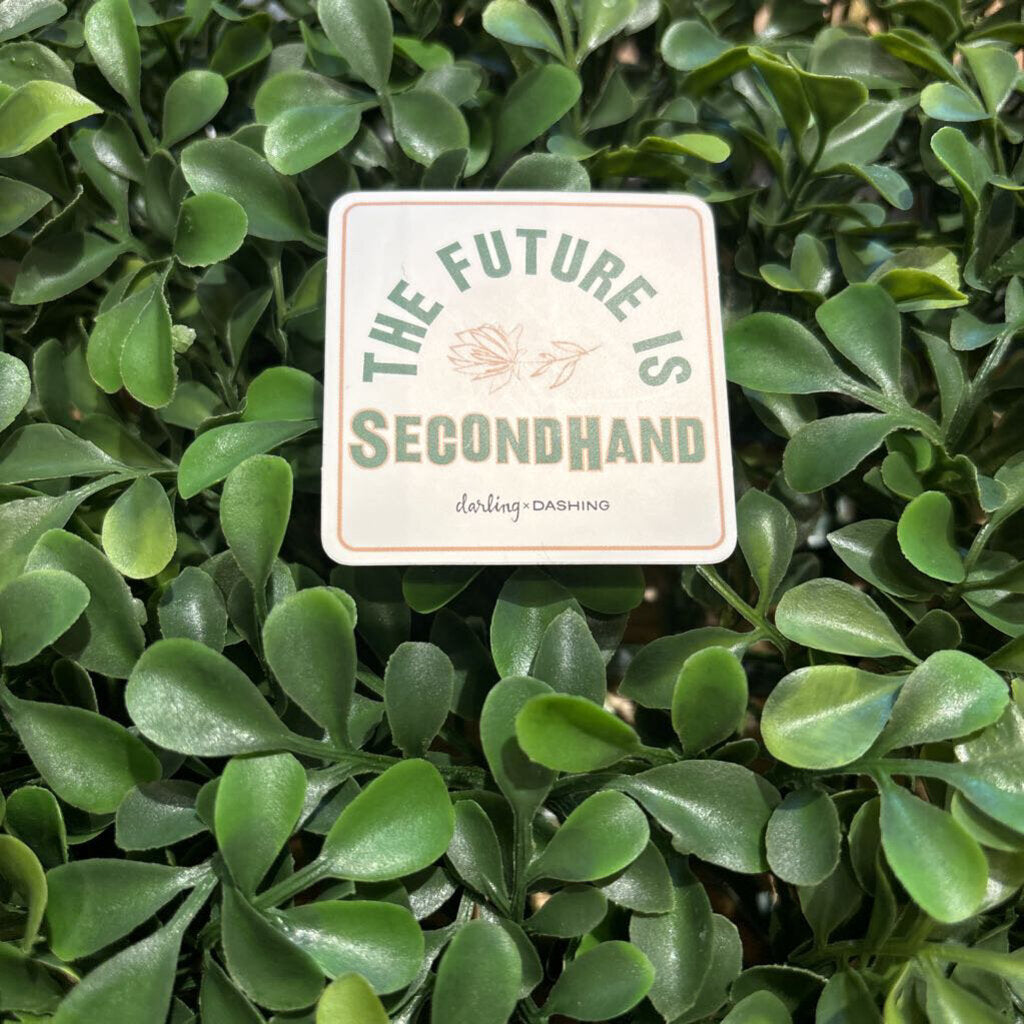 THE FUTURE IS
SECONDHAND
darling × DASHING